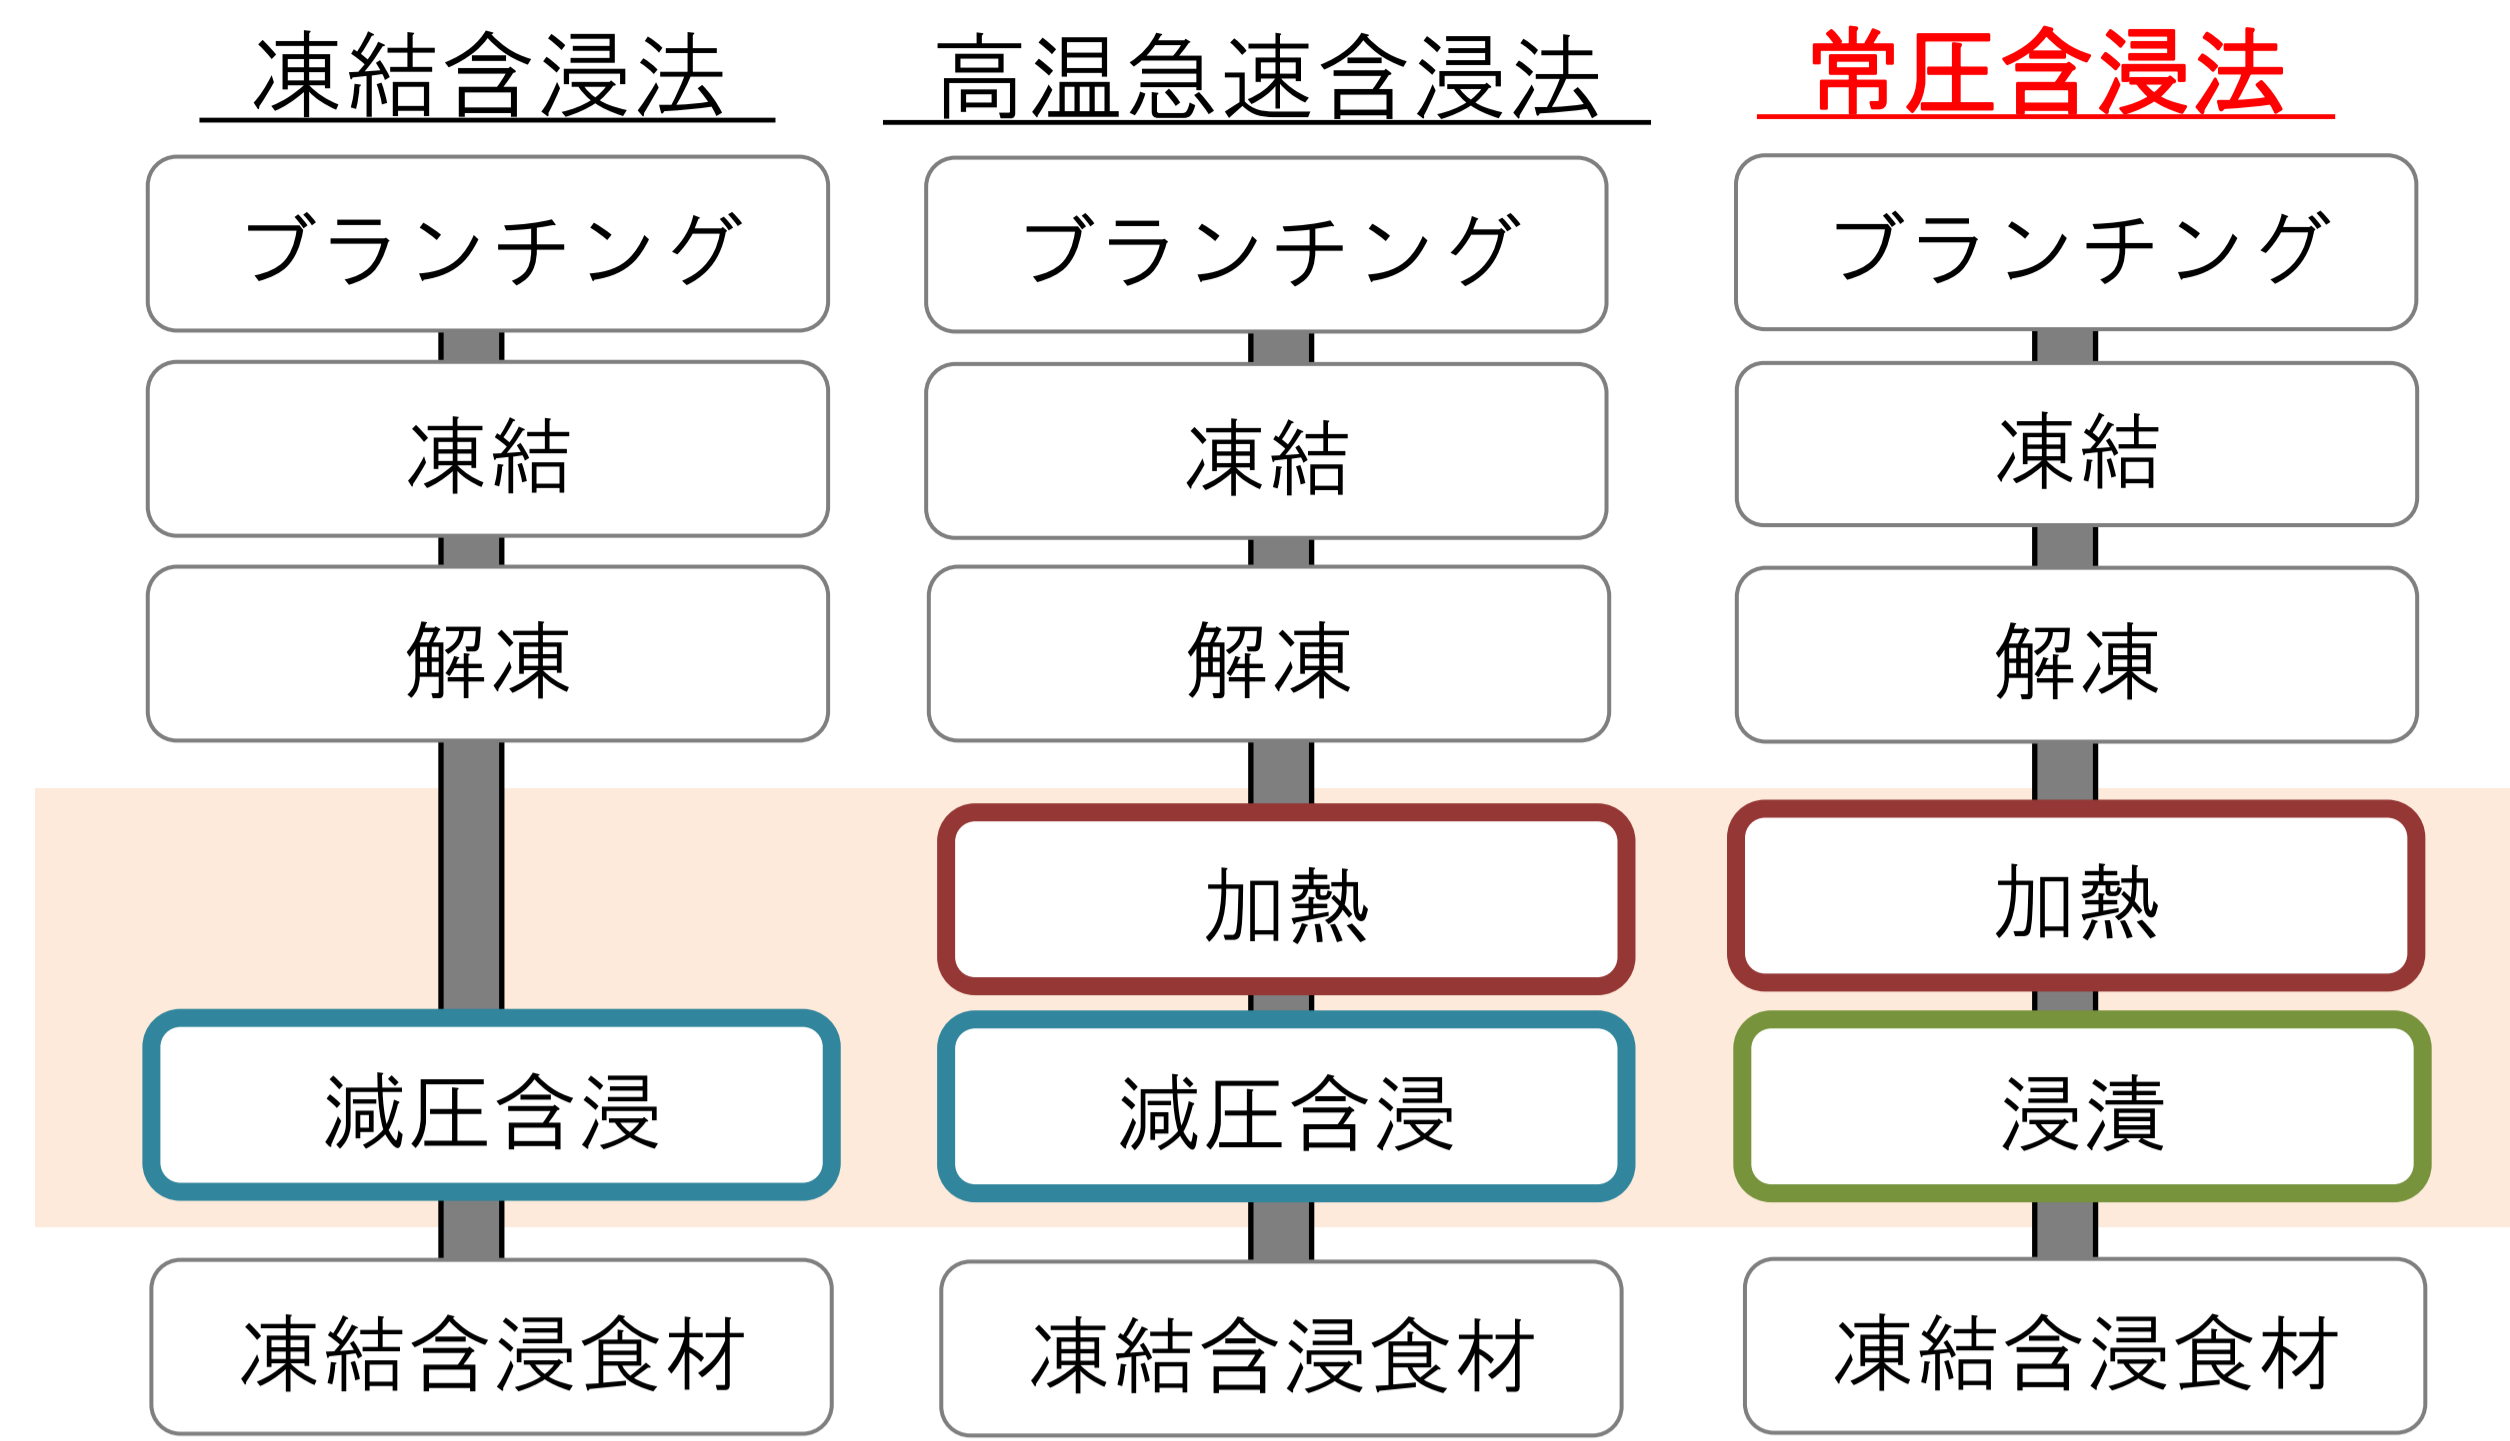 凍結含浸法
ブランチング
凍結
解凍
減圧含浸
凍結含浸食材
高温急速含浸法
ブランチング
凍結
解凍
加熱
減圧含浸
凍結含浸食材
常圧含浸法
ブランチング
凍結
解凍
加熱
浸漬
凍結含浸食材